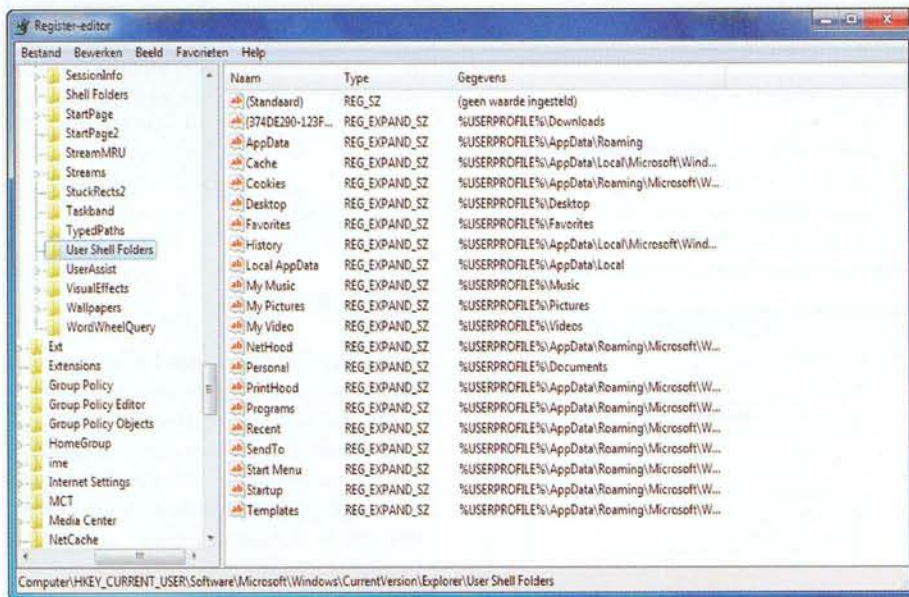 Register-editor
Bestand Bewerken Beeld Favorieten Help
SessionInfo
Shell Folders
StartPage
StartPage2
StreamMRU
Streams
StuckRects2
Taskband
TypedPaths
User Shell Folders
UserAssist
VisualEffects
Wallpapers
WordWheelQuery
Ext
Extensions
Group Policy
Group Policy Editor
Group Policy Objects
HomeGroup
ime
Internet Settings
MCT
Media Center
NetCache
Naam Type Gegevens
(Standaard) REG_SZ (geen waarde ingesteld)
{374DE290-123F... REG_EXPAND_SZ %USERPROFILE%\Downloads
AppData REG_EXPAND_SZ %USERPROFILE%\AppData\Roaming
Cache REG_EXPAND_SZ %USERPROFILE%\AppData\Local\Microsoft\Wind...
Cookies REG_EXPAND_SZ %USERPROFILE%\AppData\Roaming\Microsoft\W...
Desktop REG_EXPAND_SZ %USERPROFILE%\Desktop
Favorites REG_EXPAND_SZ %USERPROFILE%\Favorites
History REG_EXPAND_SZ %USERPROFILE%\AppData\Local\Microsoft\Wind...
Local AppData REG_EXPAND_SZ %USERPROFILE%\AppData\Local
My Music REG_EXPAND_SZ %USERPROFILE%\Music
My Pictures REG_EXPAND_SZ %USERPROFILE%\Pictures
My Video REG_EXPAND_SZ %USERPROFILE%\Videos
NetHood REG_EXPAND_SZ %USERPROFILE%\AppData\Roaming\Microsoft\W...
Personal REG_EXPAND_SZ %USERPROFILE%\Documents
PrintHood REG_EXPAND_SZ %USERPROFILE%\AppData\Roaming\Microsoft\W...
Programs REG_EXPAND_SZ %USERPROFILE%\AppData\Roaming\Microsoft\W...
Recent REG_EXPAND_SZ %USERPROFILE%\AppData\Roaming\Microsoft\W...
SendTo REG_EXPAND_SZ %USERPROFILE%\AppData\Roaming\Microsoft\W...
Start Menu REG_EXPAND_SZ %USERPROFILE%\AppData\Roaming\Microsoft\W...
Startup REG_EXPAND_SZ %USERPROFILE%\AppData\Roaming\Microsoft\W...
Templates REG_EXPAND_SZ %USERPROFILE%\AppData\Roaming\Microsoft\W...
Computer\HKEY_CURRENT_USER\Software\Microsoft\Windows\CurrentVersion\Explorer\User Shell Folders